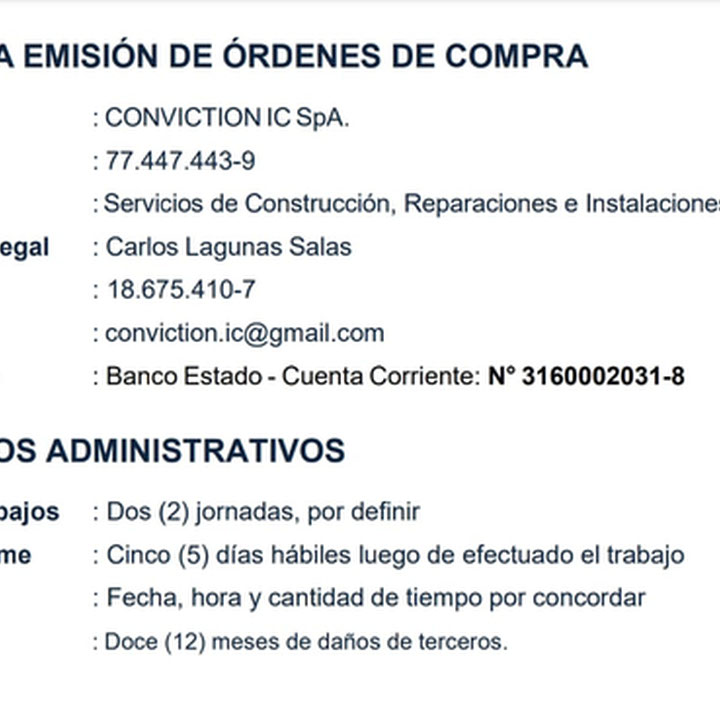 A EMISIÓN DE ÓRDENES DE COMPRA
: CONVICTION IC SpA.
: 77.447.443-9
: Servicios de Construcción, Reparaciones e Instalacione
egal : Carlos Lagunas Salas
: 18.675.410-7
: conviction.ic@gmail.com
: Banco Estado - Cuenta Corriente: N° 3160002031-8
OS ADMINISTRATIVOS
bajos : Dos (2) jornadas, por definir
me : Cinco (5) días hábiles luego de efectuado el trabajo
: Fecha, hora y cantidad de tiempo por concordar
: Doce (12) meses de daños de terceros.